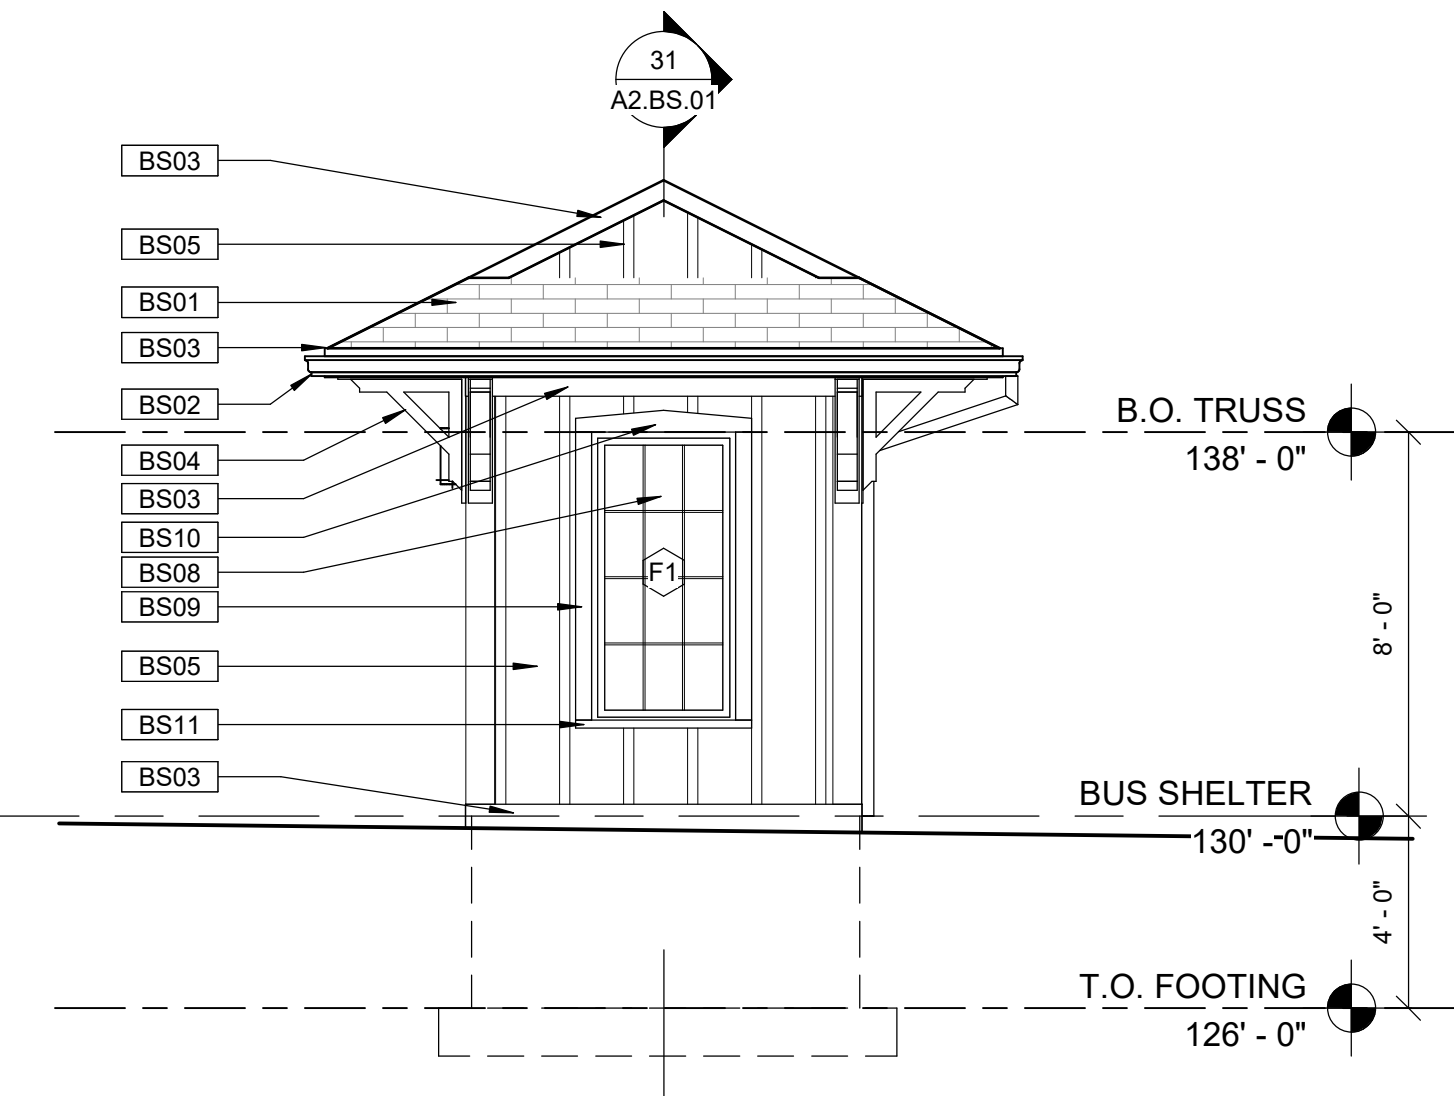 31
A2.BS.01
BS03
BS05
BS01
BS03
BS02
BS04
BS03
BS10
BS08
BS09
BS05
BS11
BS03
F1
B.O. TRUSS
138' - 0"
8' - 0"
BUS SHELTER
130' - 0"
4' - 0"
T.O. FOOTING
126' - 0"